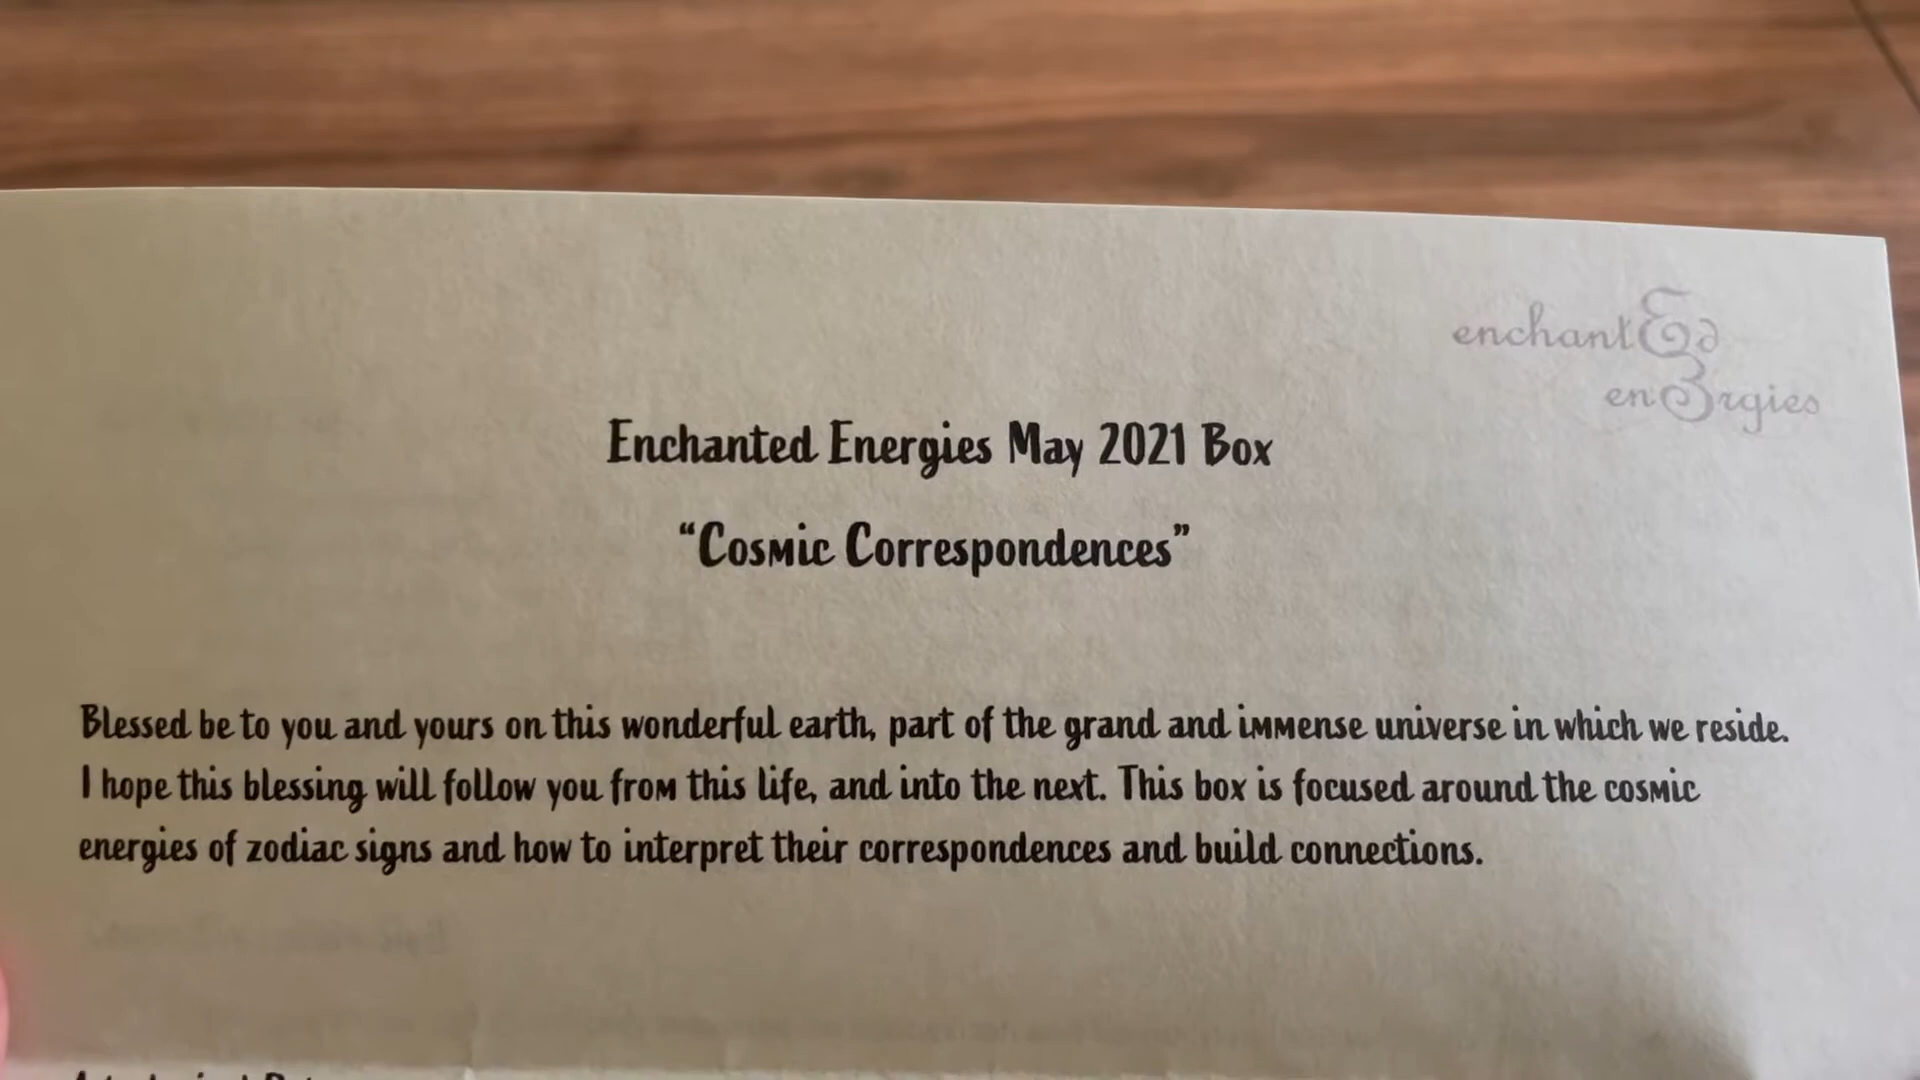 enchantEd
enErgies
Enchanted Energies May 2021 Box
“Cosmic Correspondences”
Blessed be to you and yours on this wonderful earth, part of the grand and immense universe in which we reside.
I hope this blessing will follow you from this life, and into the next. This box is focused around the cosmic
energies of zodiac signs and how to interpret their correspondences and build connections.